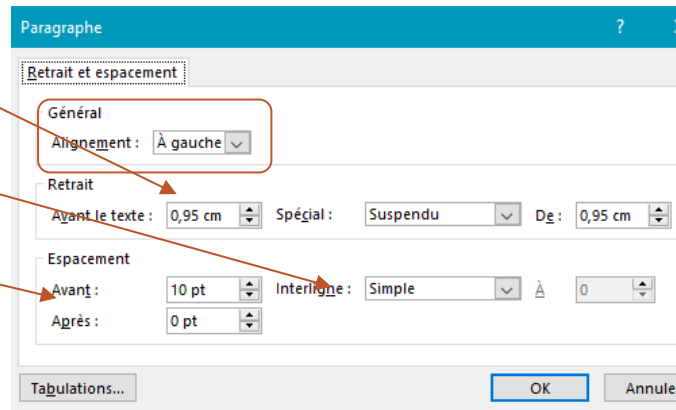 Paragraphe ?
Retrait et espacement
Général
Alignement : À gauche
Retrait
Avant le texte : 0,95 cm Spécial : Suspendu De : 0,95 cm
Espacement
Avant : 10 pt Interligne : Simple À 0
Après : 0 pt
Tabulations... OK Annule